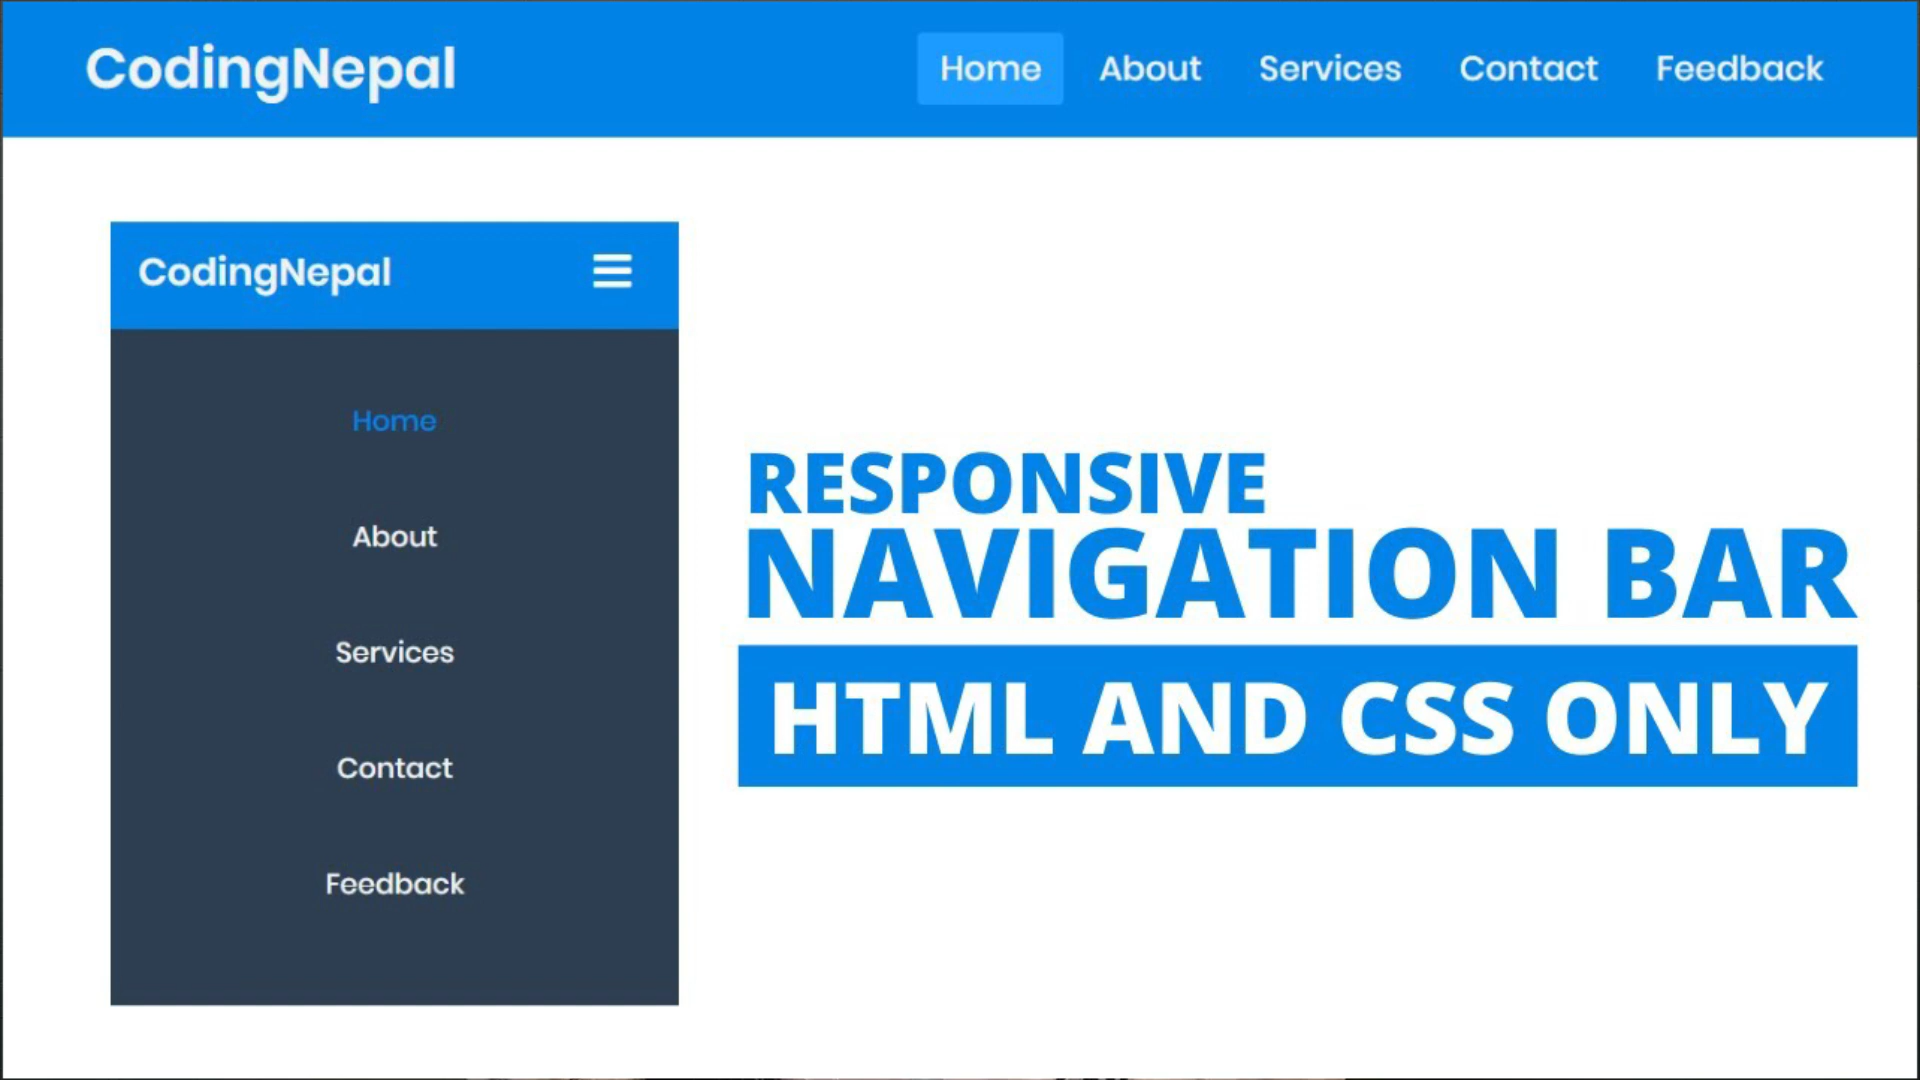 CodingNepal Home About Services Contact Feedback
CodingNepal
Home
About
Services
Contact
Feedback
RESPONSIVE
NAVIGATION BAR
HTML AND CSS ONLY